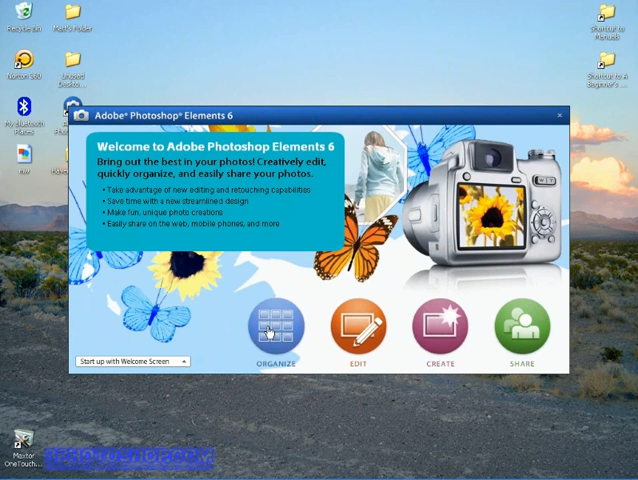 Recycle Bin
Matt's Folder
Shortcut to
Manuals
Norton 360
Unused
Deskto...
Shortcut to A
Beginner's ...
My Bluetooth
Places
Adobe® Photoshop® Elements 6
Welcome to Adobe Photoshop Elements 6
Bring out the best in your photos! Creatively edit,
quickly organize, and easily share your photos.
• Take advantage of new editing and retouching capabilities
• Save time with a new streamlined design
• Make fun, unique photo creations
• Easily share on the web, mobile phones, and more
ORGANIZE
EDIT
CREATE
SHARE
Start up with Welcome Screen
Maxtor
OneTouch...